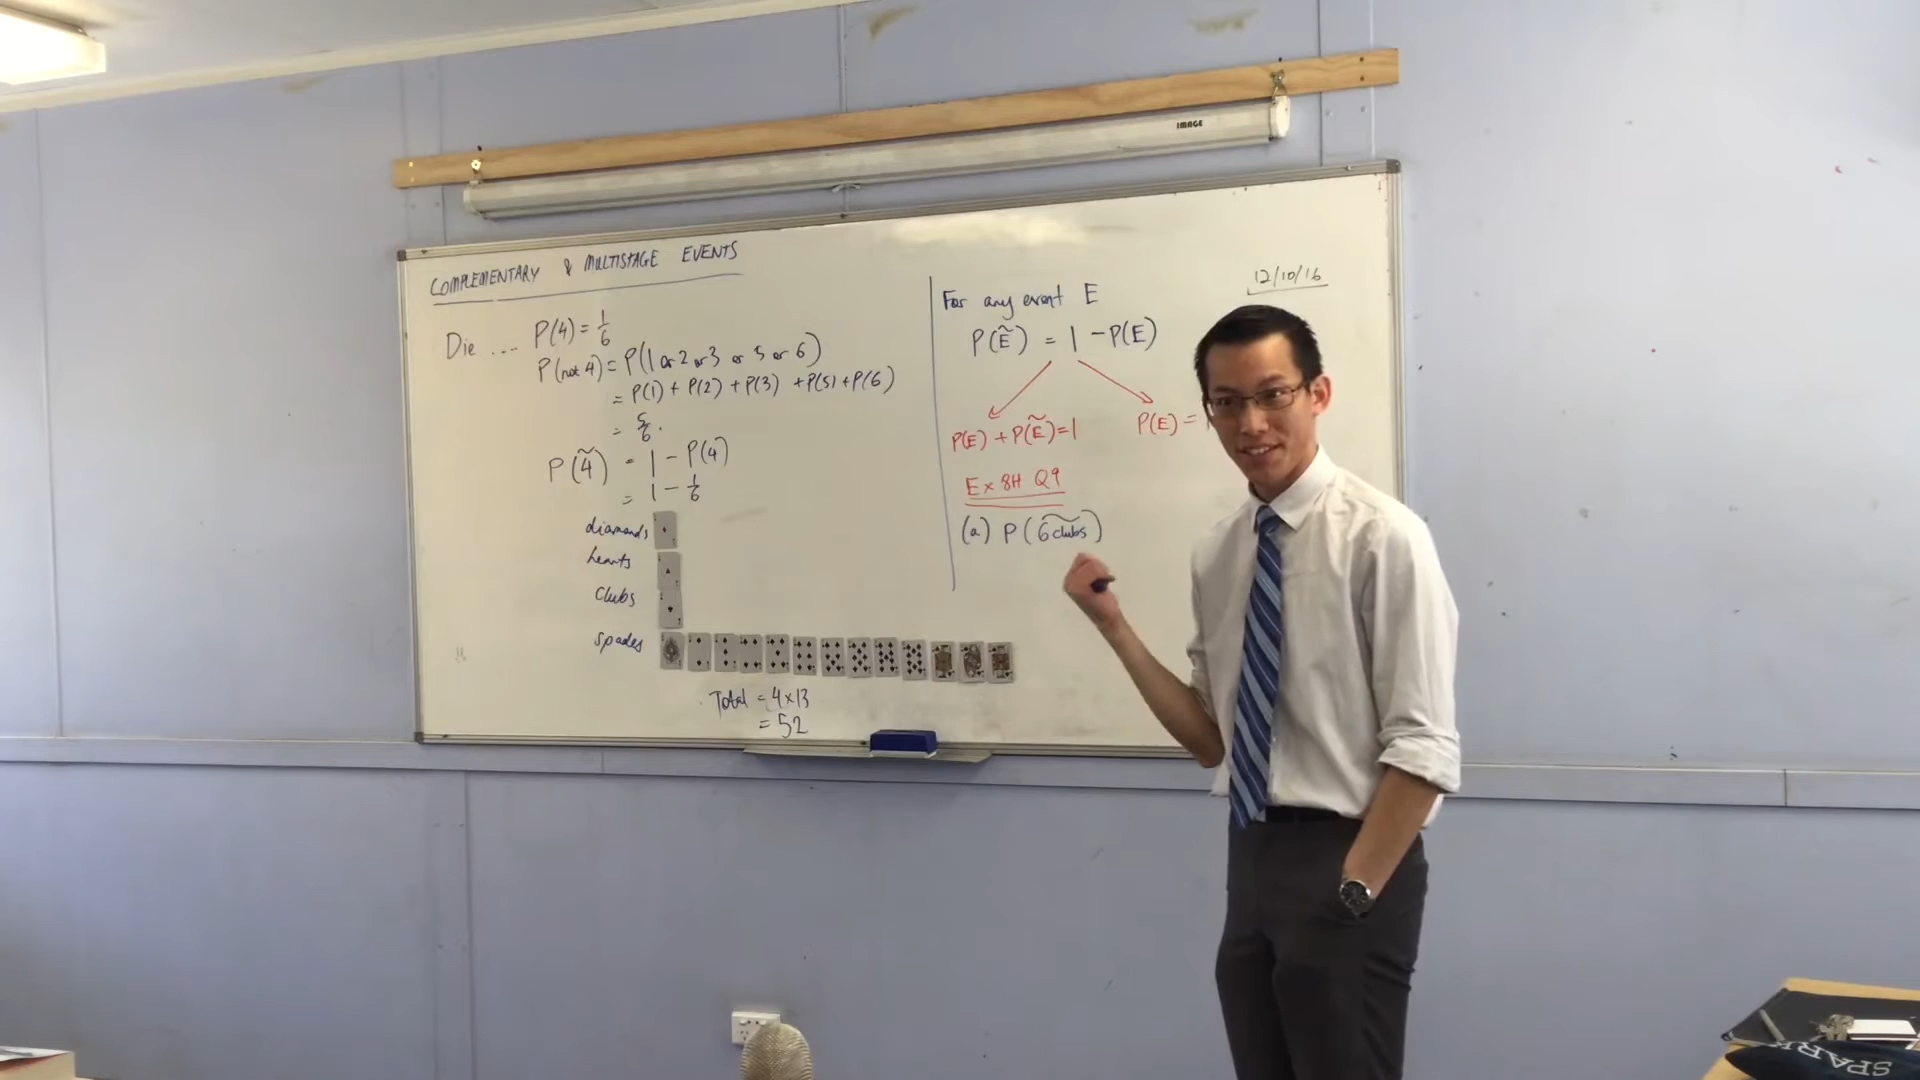 IMAGE
COMPLEMENTARY & MULTISTAGE EVENTS
Die .... P(4) = 1/6
P(not 4) = P(1 or 2 or 3 or 5 or 6)
= P(1) + P(2) + P(3) + P(5) + P(6)
= 5/6.
P(4̃) = 1 - P(4)
= 1 - 1/6
diamonds
hearts
clubs
spades
Total = 4x13
= 52
12/10/16
For any event E
P(Ẽ) = 1 - P(E)
P(E) + P(Ẽ) = 1
P(E) =
Ex 8H Q9
(a) P(6 clubs)
SPARK